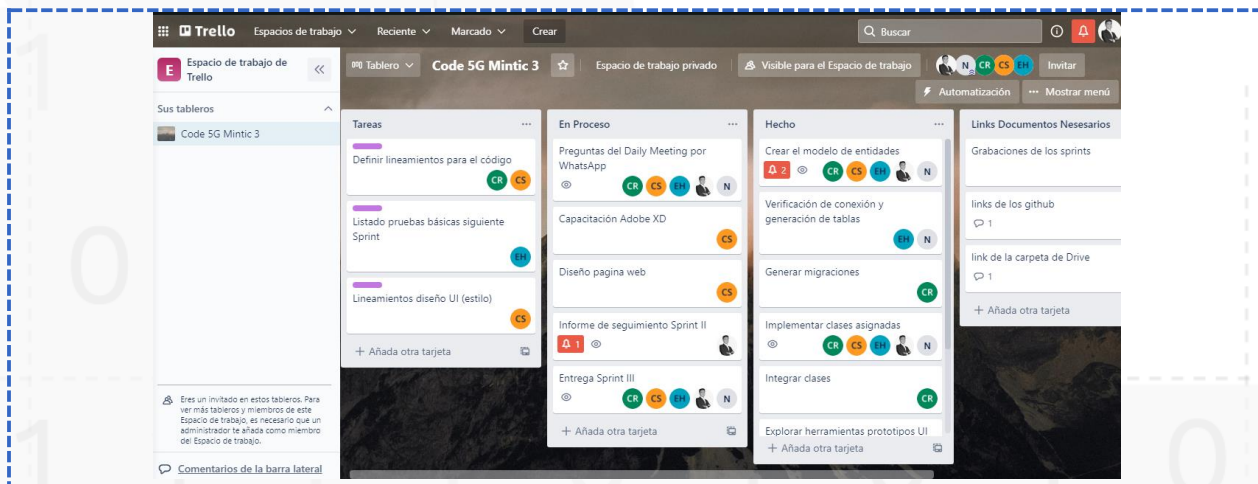 Trello Espacios de trabajo Reciente Marcado Crear Buscar
E Espacio de trabajo de
Trello
Sus tableros
Code 5G Mintic 3
Eres un invitado en estos tableros. Para
ver más tableros y miembros de este
Espacio de trabajo, es necesario que un
administrador te añada como miembro
del Espacio de trabajo.
Comentarios de la barra lateral
Tablero Code 5G Mintic 3 Espacio de trabajo privado Visible para el Espacio de trabajo N CR CS EH Invitar
Automatización ··· Mostrar menú
Tareas ···
Definir lineamientos para el código
CR CS
Listado pruebas básicas siguiente
Sprint
EH
Lineamientos diseño UI (estilo)
CS
+ Añada otra tarjeta
En Proceso ···
Preguntas del Daily Meeting por
WhatsApp
CR CS EH N
Capacitación Adobe XD
CS
Diseño pagina web
CS
Informe de seguimiento Sprint II
1
Entrega Sprint III
CR CS EH N
+ Añada otra tarjeta
Hecho ···
Crear el modelo de entidades
2 CR CS EH N
Verificación de conexión y
generación de tablas
EH N
Generar migraciones
CR
Implementar clases asignadas
CR CS EH N
Integrar clases
CR
Explorar herramientas prototipos UI
+ Añada otra tarjeta
Links Documentos Nesesarios
Grabaciones de los sprints
links de los github
1
link de la carpeta de Drive
1
+ Añada otra tarjeta
1
0
1
0